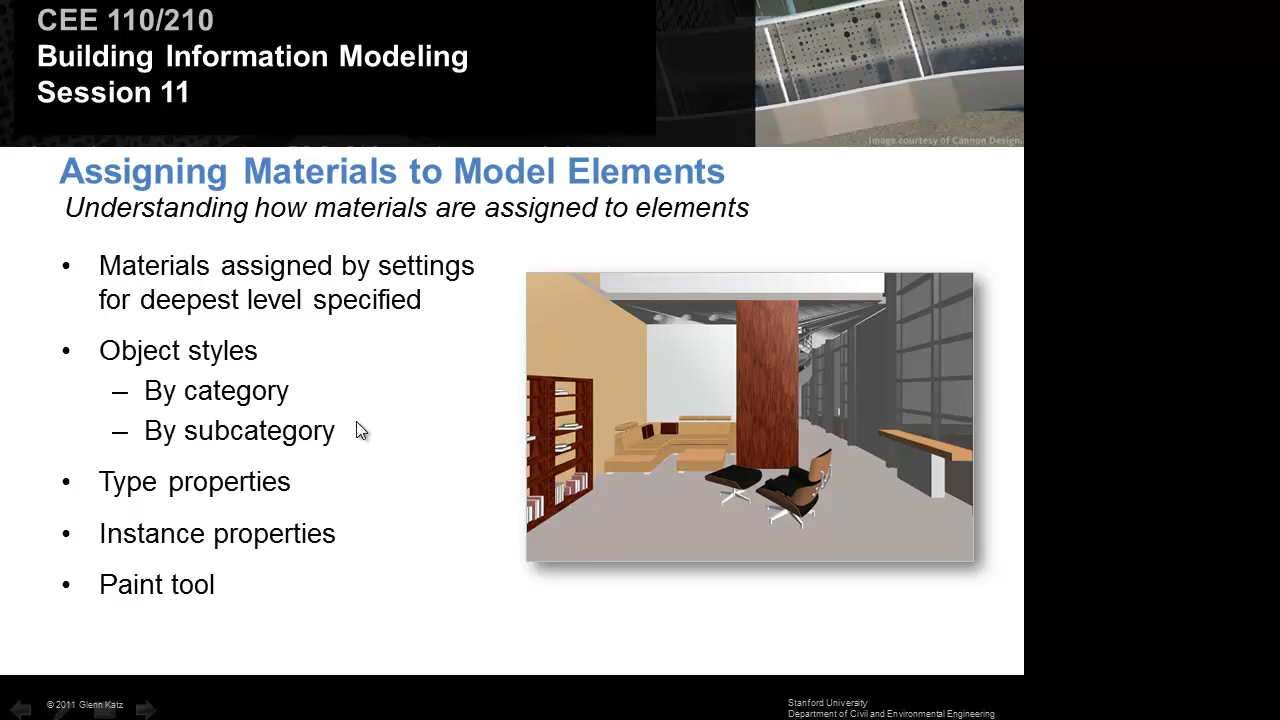 CEE 110/210
Building Information Modeling
Session 11
Image courtesy of Cannon Design.
Assigning Materials to Model Elements
Understanding how materials are assigned to elements
• Materials assigned by settings
for deepest level specified
• Object styles
– By category
– By subcategory
• Type properties
• Instance properties
• Paint tool
© 2011 Glenn Katz
Stanford University
Department of Civil and Environmental Engineering